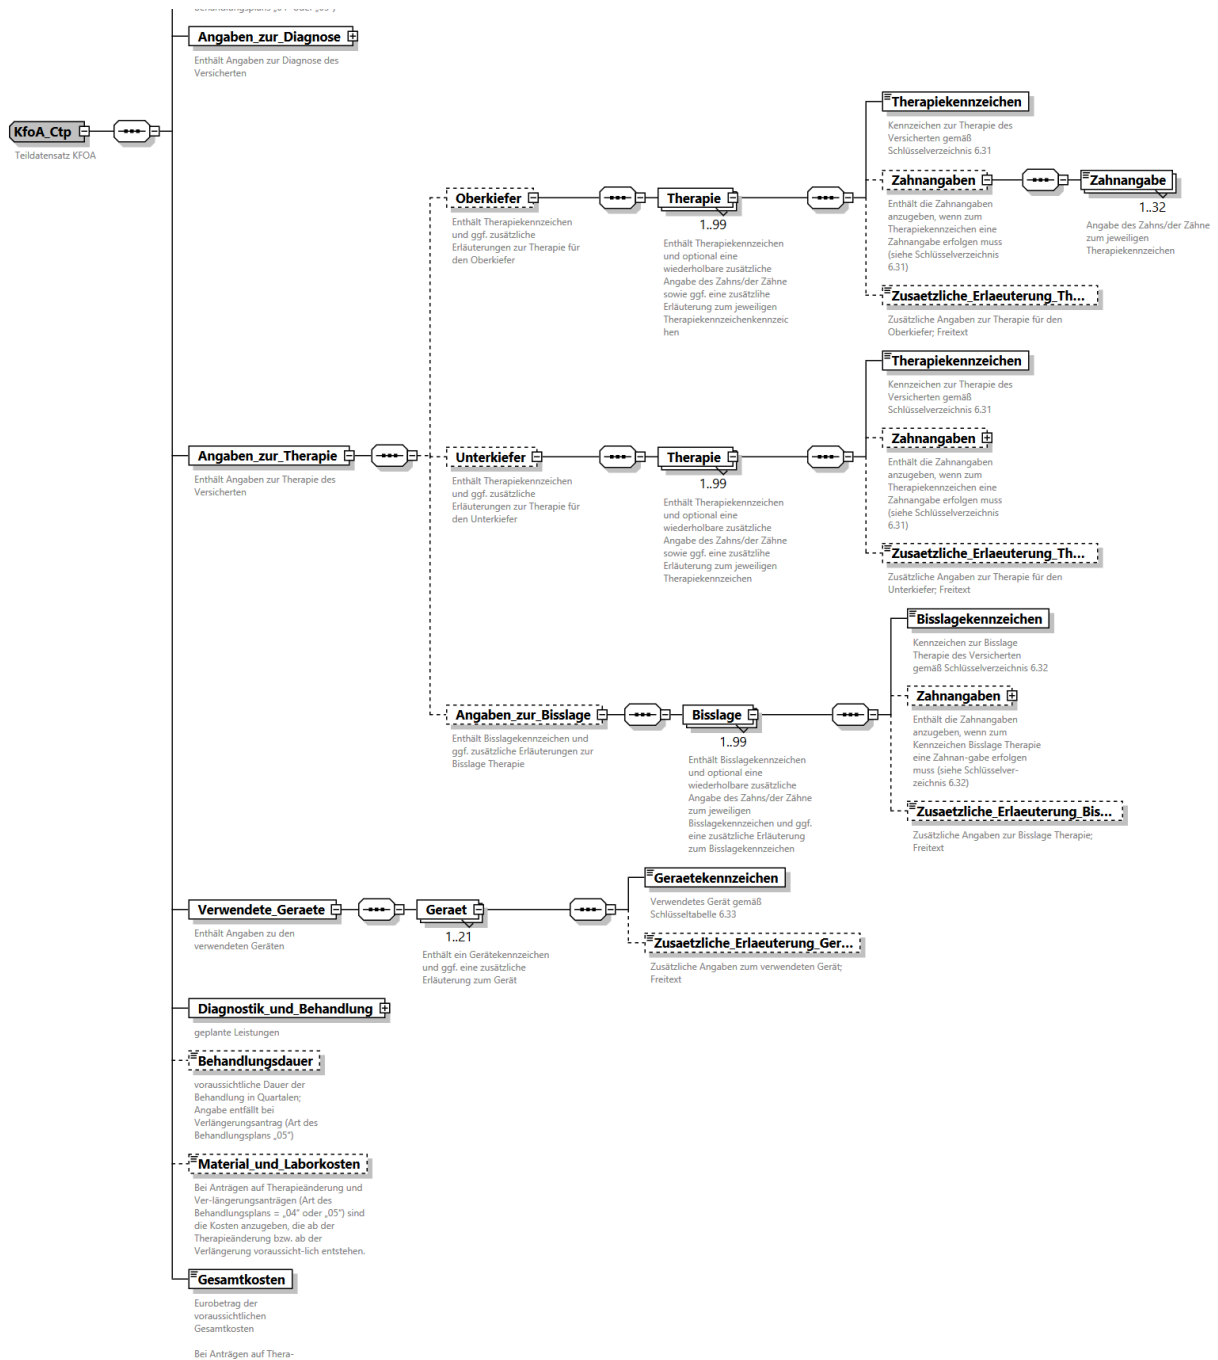 Angaben_zur_Diagnose
Enthält Angaben zur Diagnose des
Versicherten
KfoA_Ctp
Teildatensatz KFOA
Therapiekennzeichen
Kennzeichen zur Therapie des
Versicherten gemäß
Schlüsselverzeichnis 6.31
Zahnangaben
Enthält die Zahnangaben
anzugeben, wenn zum
Therapiekennzeichen eine
Zahnangabe erfolgen muss
(siehe Schlüsselverzeichnis
6.31)
Zahnangabe
1..32
Angabe des Zahns/der Zähne
zum jeweiligen
Therapiekennzeichen
Oberkiefer
Enthält Therapiekennzeichen
und ggf. zusätzliche
Erläuterungen zur Therapie für
den Oberkiefer
Therapie
1..99
Enthält Therapiekennzeichen
und optional eine
wiederholbare zusätzliche
Angabe des Zahns/der Zähne
sowie ggf. eine zusätzlihe
Erläuterung zum jeweiligen
Therapiekennzeichenkennzeic
hen
Zusaetzliche_Erlaeuterung_Th...
Zusätzliche Angaben zur Therapie für den
Oberkiefer; Freitext
Therapiekennzeichen
Kennzeichen zur Therapie des
Versicherten gemäß
Schlüsselverzeichnis 6.31
Zahnangaben
Enthält die Zahnangaben
anzugeben, wenn zum
Therapiekennzeichen eine
Zahnangabe erfolgen muss
(siehe Schlüsselverzeichnis
6.31)
Angaben_zur_Therapie
Enthält Angaben zur Therapie des
Versicherten
Unterkiefer
Enthält Therapiekennzeichen
und ggf. zusätzliche
Erläuterungen zur Therapie für
den Unterkiefer
Therapie
1..99
Enthält Therapiekennzeichen
und optional eine
wiederholbare zusätzliche
Angabe des Zahns/der Zähne
sowie ggf. eine zusätzlihe
Erläuterung zum jeweiligen
Therapiekennzeichen
Zusaetzliche_Erlaeuterung_Th...
Zusätzliche Angaben zur Therapie für den
Unterkiefer; Freitext
Bisslagekennzeichen
Kennzeichen zur Bisslage
Therapie des Versicherten
gemäß Schlüsselverzeichnis 6.32
Zahnangaben
Enthält die Zahnangaben
anzugeben, wenn zum
Kennzeichen Bisslage Therapie
eine Zahnan-gabe erfolgen
muss (siehe Schlüsselver-
zeichnis 6.32)
Angaben_zur_Bisslage
Enthält Bisslagekennzeichen und
ggf. zusätzliche Erläuterungen zur
Bisslage Therapie
Bisslage
1..99
Enthält Bisslagekennzeichen
und optional eine
wiederholbare zusätzliche
Angabe des Zahns/der Zähne
zum jeweiligen
Bisslagekennzeichen und ggf.
eine zusätzliche Erläuterung
zum Bisslagekennzeichen
Zusaetzliche_Erlaeuterung_Bis...
Zusätzliche Angaben zur Bisslage Therapie;
Freitext
Verwendete_Geraete
Enthält Angaben zu den
verwendeten Geräten
Geraet
1..21
Enthält ein Gerätekennzeichen
und ggf. eine zusätzliche
Erläuterung zum Gerät
Geraetekennzeichen
Verwendetes Gerät gemäß
Schlüsseltabelle 6.33
Zusaetzliche_Erlaeuterung_Ger...
Zusätzliche Angaben zum verwendeten Gerät;
Freitext
Diagnostik_und_Behandlung
geplante Leistungen
Behandlungsdauer
voraussichtliche Dauer der
Behandlung in Quartalen;
Angabe entfällt bei
Verlängerungsantrag (Art des
Behandlungsplans „05")
Material_und_Laborkosten
Bei Anträgen auf Therapieänderung und
Ver-längerungsanträgen (Art des
Behandlungsplans = „04" oder „05") sind
die Kosten anzugeben, die ab der
Therapieänderung bzw. ab der
Verlängerung voraussicht-lich entstehen.
Gesamtkosten
Eurobetrag der
voraussichtlichen
Gesamtkosten
Bei Anträgen auf Thera-